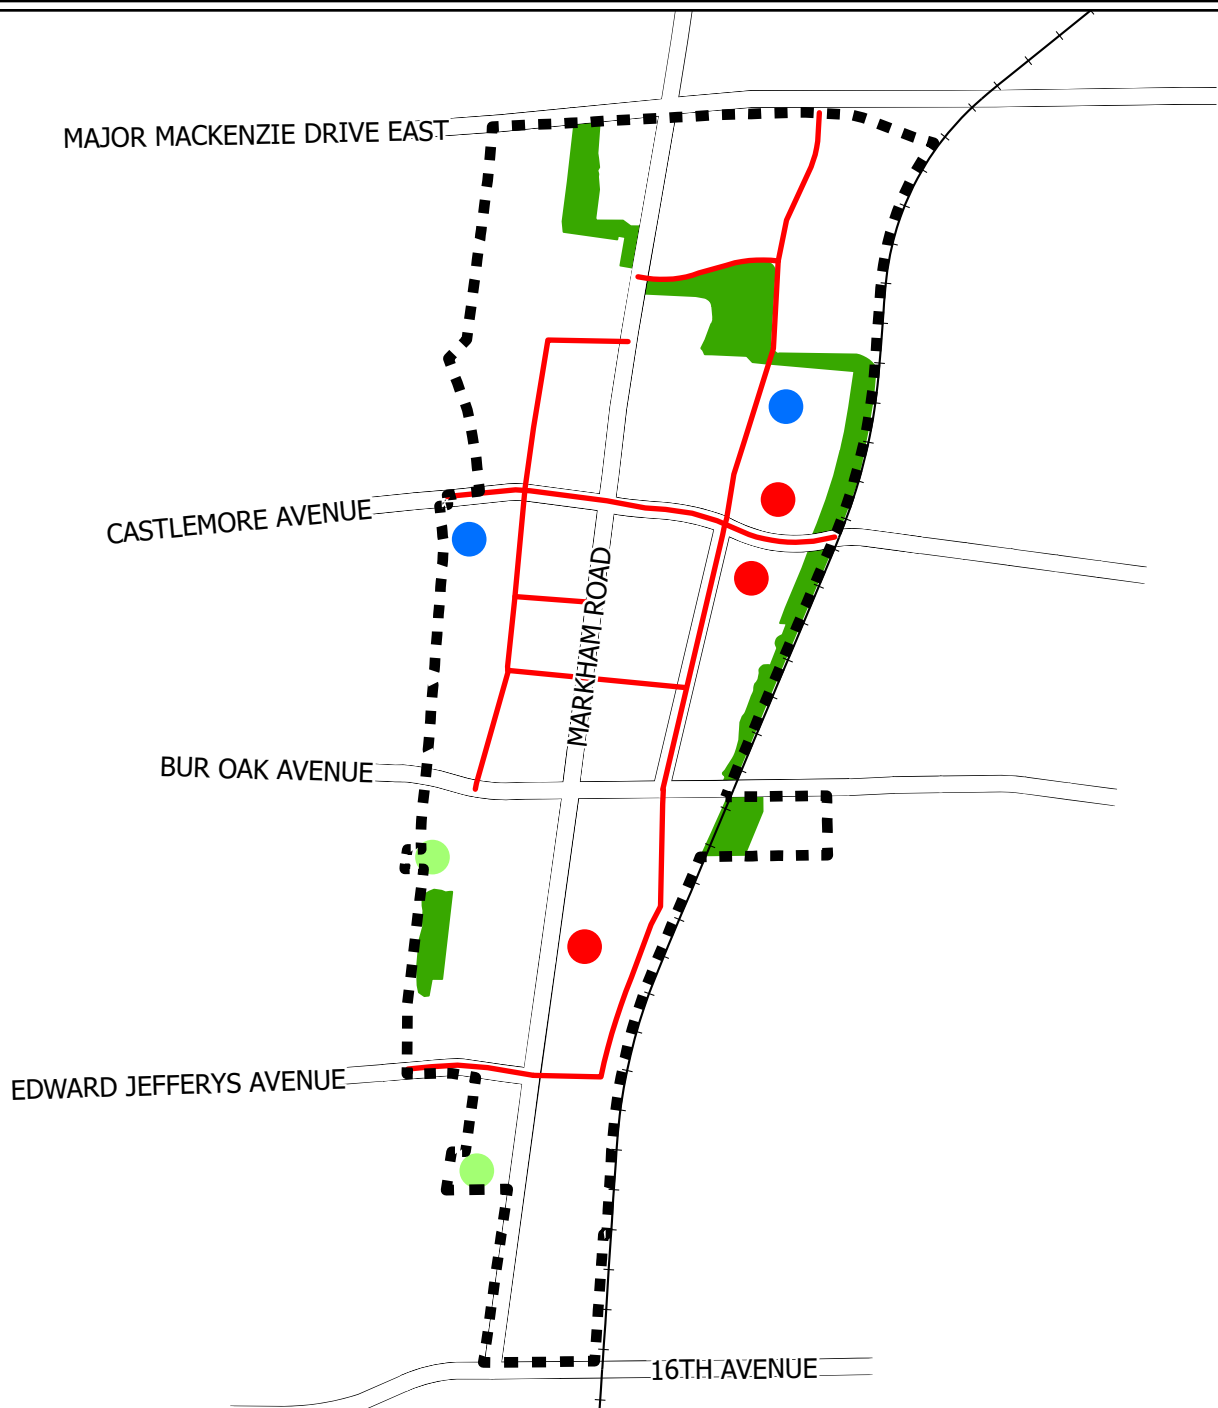 MAJOR MACKENZIE DRIVE EAST
CASTLEMORE AVENUE
MARKHAM ROAD
BUR OAK AVENUE
EDWARD JEFFERYS AVENUE
16TH AVENUE